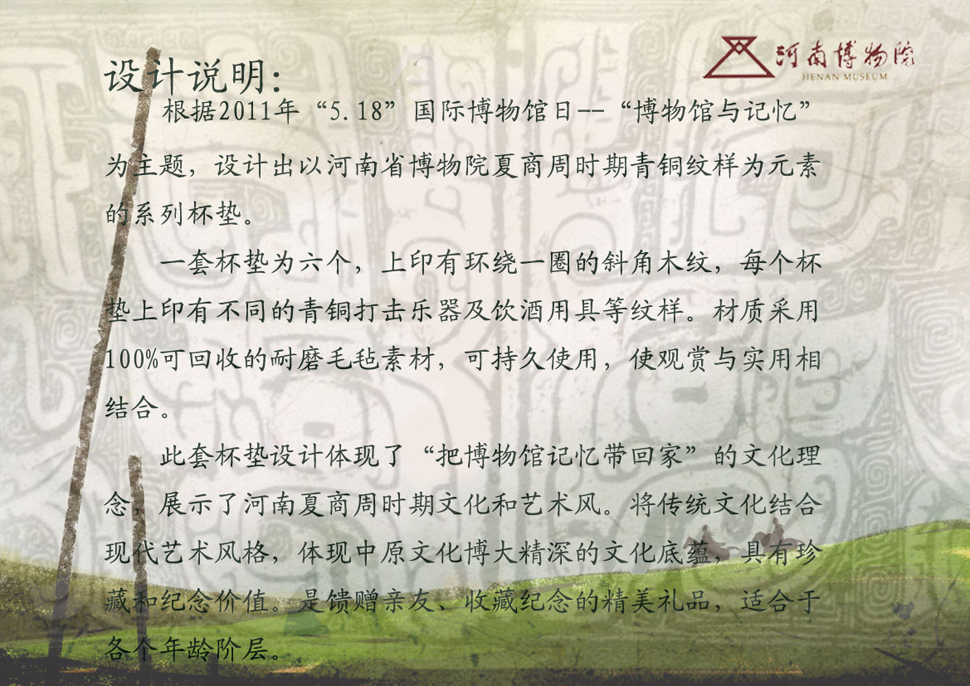 设计说明：
河南博物院
HENAN MUSEUM
根据2011年“5.18”国际博物馆日--“博物馆与记忆”
为主题，设计出以河南省博物院夏商周时期青铜纹样为元素
的系列杯垫。
一套杯垫为六个，上印有环绕一圈的斜角木纹，每个杯
垫上印有不同的青铜打击乐器及饮酒用具等纹样。材质采用
100%可回收的耐磨毛毡素材，可持久使用，使观赏与实用相
结合。
此套杯垫设计体现了“把博物馆记忆带回家”的文化理
念，展示了河南夏商周时期文化和艺术风。将传统文化结合
现代艺术风格，体现中原文化博大精深的文化底蕴，具有珍
藏和纪念价值。是馈赠亲友、收藏纪念的精美礼品，适合于
各个年龄阶层。